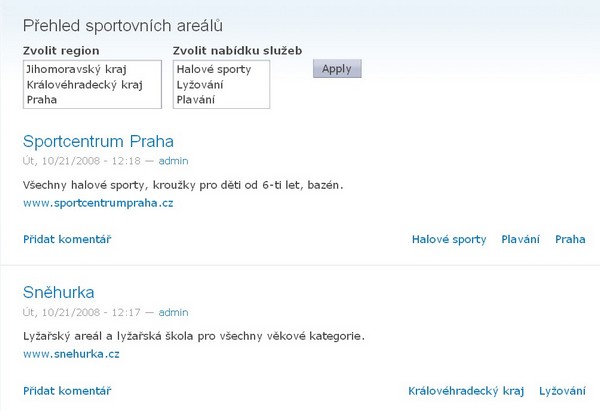 Přehled sportovních areálů
Zvolit region
Zvolit nabídku služeb
Jihomoravský kraj
Královéhradecký kraj
Praha
Halové sporty
Lyžování
Plavání
Apply
Sportcentrum Praha
Út, 10/21/2008 - 12:18 — admin
Všechny halové sporty, kroužky pro děti od 6-ti let, bazén.
www.sportcentrumpraha.cz
Přidat komentář
Halové sporty Plavání Praha
Sněhurka
Út, 10/21/2008 - 12:17 — admin
Lyžařský areál a lyžařská škola pro všechny věkové kategorie.
www.snehurka.cz
Přidat komentář
Královéhradecký kraj Lyžování